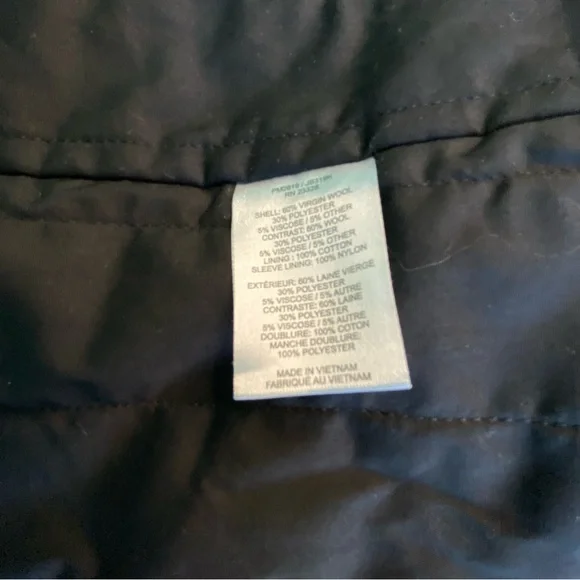 RN 23328
SHELL: 60% VIRGIN WOOL
30% POLYESTER
5% VISCOSE / 5% OTHER
CONTRAST: 60% WOOL
30% POLYESTER
5% VISCOSE / 5% OTHER
LINING : 100% COTTON
SLEEVE LINING: 100% NYLON
EXTÉRIEUR: 60% LAINE VIERGE
30% POLYESTER
5% VISCOSE / 5% AUTRE
CONTRASTE: 60% LAINE
30% POLYESTER
5% VISCOSE / 5% AUTRE
DOUBLURE: 100% COTON
MANCHE DOUBLURE:
100% POLYESTER
MADE IN VIETNAM
FABRIQUÉ AU VIETNAM